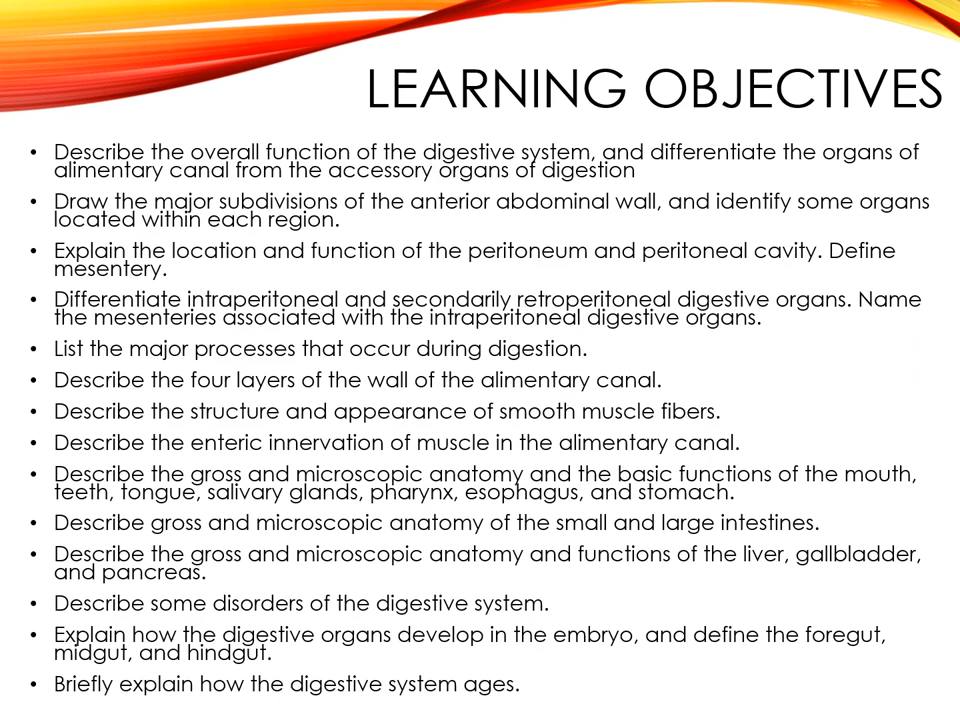 LEARNING OBJECTIVES
• Describe the overall function of the digestive system, and differentiate the organs of
alimentary canal from the accessory organs of digestion
• Draw the major subdivisions of the anterior abdominal wall, and identify some organs
located within each region.
• Explain the location and function of the peritoneum and peritoneal cavity. Define
mesentery.
• Differentiate intraperitoneal and secondarily retroperitoneal digestive organs. Name
the mesenteries associated with the intraperitoneal digestive organs.
• List the major processes that occur during digestion.
• Describe the four layers of the wall of the alimentary canal.
• Describe the structure and appearance of smooth muscle fibers.
• Describe the enteric innervation of muscle in the alimentary canal.
• Describe the gross and microscopic anatomy and the basic functions of the mouth,
teeth, tongue, salivary glands, pharynx, esophagus, and stomach.
• Describe gross and microscopic anatomy of the small and large intestines.
• Describe the gross and microscopic anatomy and functions of the liver, gallbladder,
and pancreas.
• Describe some disorders of the digestive system.
• Explain how the digestive organs develop in the embryo, and define the foregut,
midgut, and hindgut.
• Briefly explain how the digestive system ages.